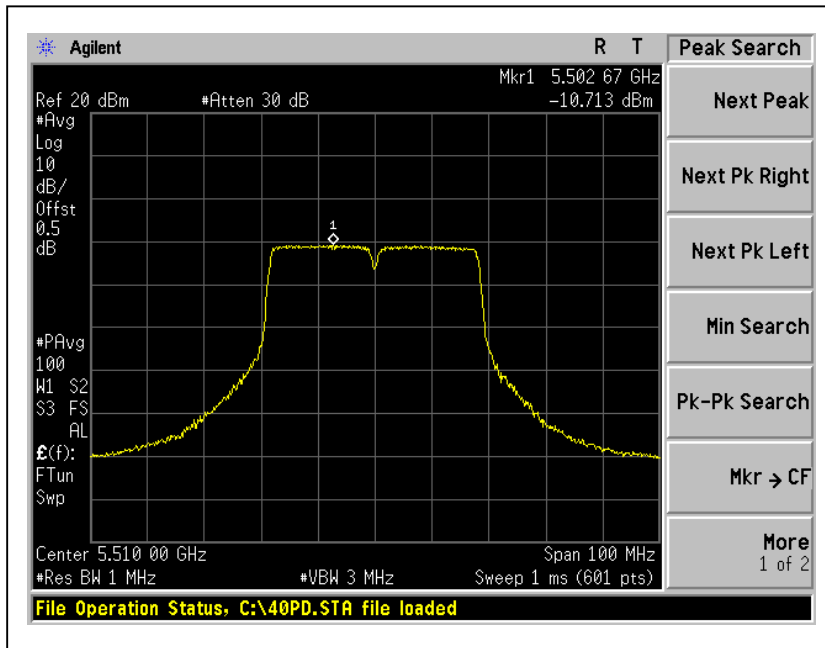 Agilent R T Peak Search
Mkr1 5.502 67 GHz
Ref 20 dBm #Atten 30 dB -10.713 dBm
#Avg
Log
10
dB/
Offst
0.5
dB
1
#PAvg
100
W1 S2
S3 FS
AL
£(f):
FTun
Swp
Center 5.510 00 GHz Span 100 MHz
#Res BW 1 MHz #VBW 3 MHz Sweep 1 ms (601 pts)
File Operation Status, C:\40PD.STA file loaded
Next Peak
Next Pk Right
Next Pk Left
Min Search
Pk-Pk Search
Mkr → CF
More
1 of 2